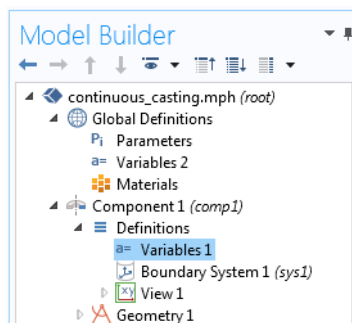 Model Builder
continuous_casting.mph (root)
Global Definitions
Pi Parameters
a= Variables 2
Materials
Component 1 (comp1)
Definitions
a= Variables 1
Boundary System 1 (sys1)
xy View 1
Geometry 1